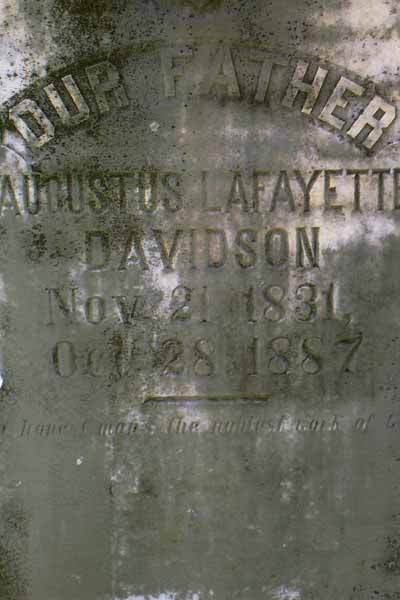 OUR FATHER
AUGUSTUS LAFAYETTE
DAVIDSON
Nov. 21 1831,
Oct. 28 1887
honest man's the noblest work of G